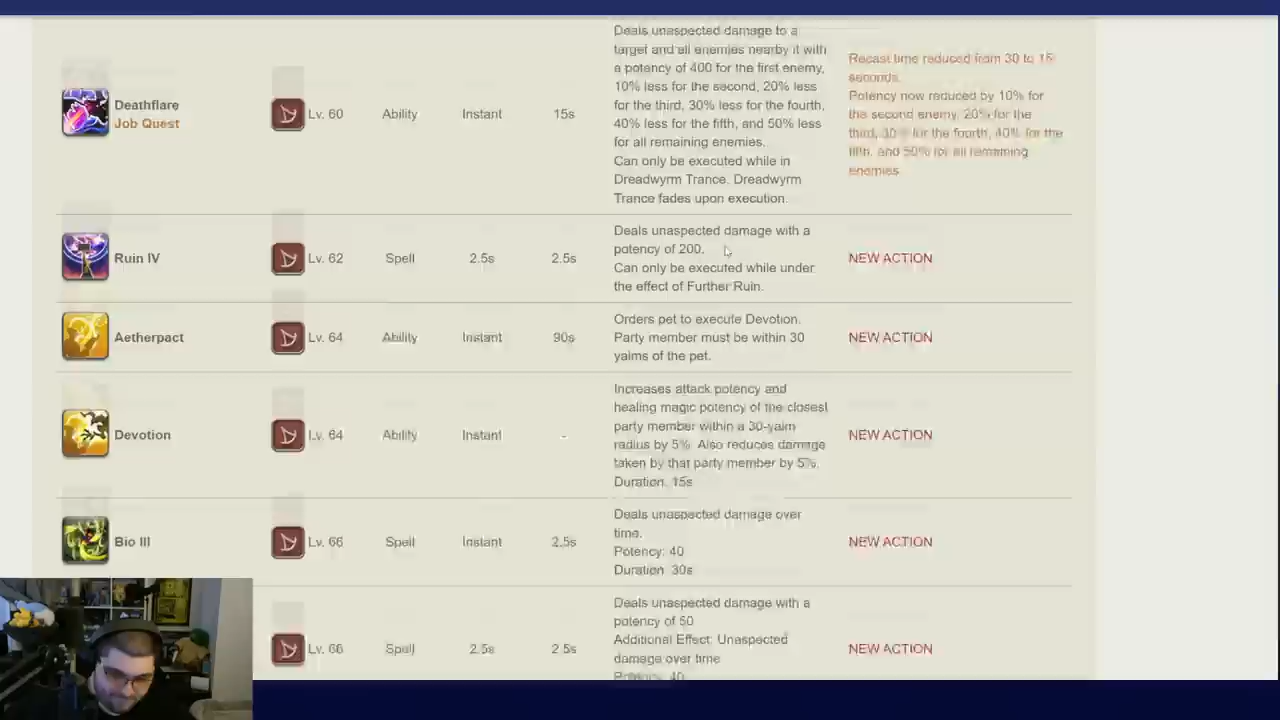 Deals unaspected damage to a
target and all enemies nearby it with
a potency of 400 for the first enemy,
10% less for the second, 20% less
for the third, 30% less for the fourth,
40% less for the fifth, and 50% less
for all remaining enemies.
Can only be executed while in
Dreadwyrm Trance. Dreadwyrm
Trance fades upon execution.
Deathflare
Job Quest
Lv. 60
Ability
Instant
15s
Recast time reduced from 30 to 15
seconds.
Potency now reduced by 10% for
the second enemy, 20% for the
third, 30% for the fourth, 40% for the
fifth, and 50% for all remaining
enemies.
Ruin IV
Lv. 62
Spell
2.5s
2.5s
Deals unaspected damage with a
potency of 200.
Can only be executed while under
the effect of Further Ruin.
NEW ACTION
Aetherpact
Lv. 64
Ability
Instant
90s
Orders pet to execute Devotion.
Party member must be within 30
yalms of the pet.
NEW ACTION
Devotion
Lv. 64
Ability
Instant
-
Increases attack potency and
healing magic potency of the closest
party member within a 30-yalm
radius by 5%. Also reduces damage
taken by that party member by 5%.
Duration: 15s
NEW ACTION
Bio III
Lv. 66
Spell
Instant
2.5s
Deals unaspected damage over
time.
Potency: 40
Duration: 30s
NEW ACTION
Lv. 66
Spell
2.5s
2.5s
Deals unaspected damage with a
potency of 50
Additional Effect: Unaspected
damage over time
Potency: 40
NEW ACTION